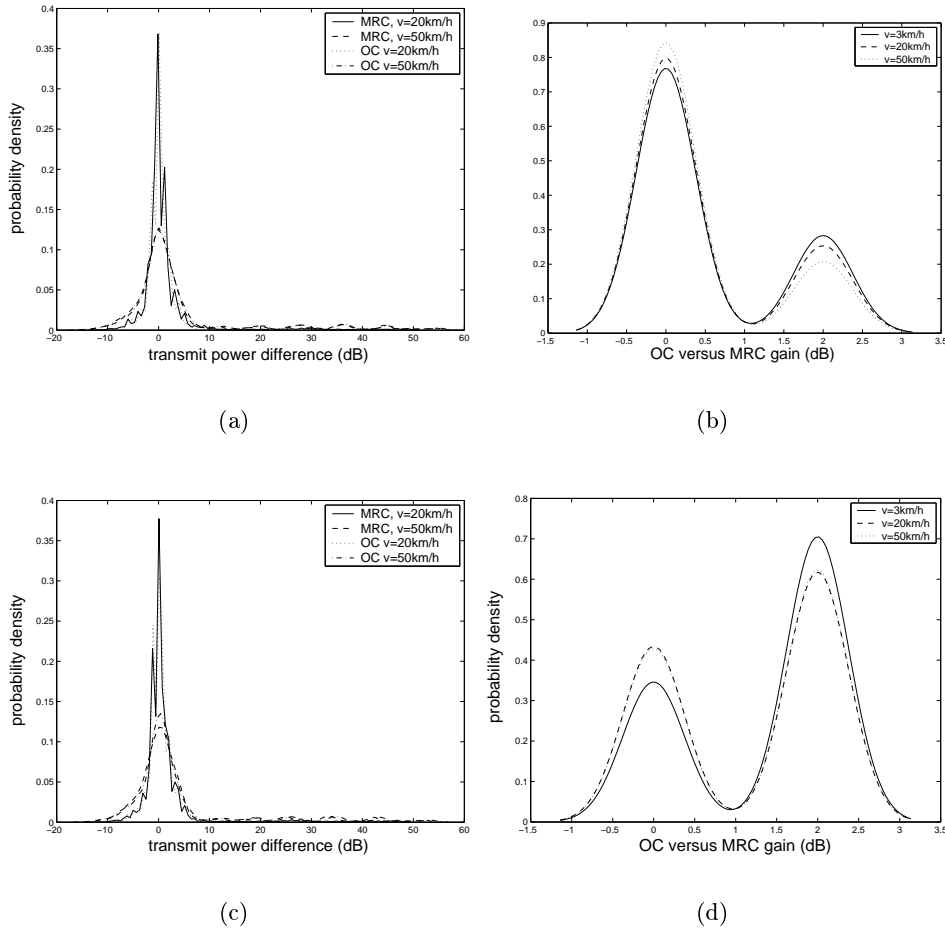 0.4
0.35
0.3
0.25
0.2
0.15
0.1
0.05
0
−20 −10 0 10 20 30 40 50 60
probability density
transmit power difference (dB)
MRC, v=20km/h
MRC, v=50km/h
OC v=20km/h
OC v=50km/h
(a)
0.9
0.8
0.7
0.6
0.5
0.4
0.3
0.2
0.1
0
−1.5 −1 −0.5 0 0.5 1 1.5 2 2.5 3 3.5
probability density
OC versus MRC gain (dB)
v=3km/h
v=20km/h
v=50km/h
(b)
0.4
0.35
0.3
0.25
0.2
0.15
0.1
0.05
0
−20 −10 0 10 20 30 40 50 60
probability density
transmit power difference (dB)
MRC, v=20km/h
MRC, v=50km/h
OC v=20km/h
OC v=50km/h
(c)
0.8
0.7
0.6
0.5
0.4
0.3
0.2
0.1
0
−1.5 −1 −0.5 0 0.5 1 1.5 2 2.5 3 3.5
probability density
OC versus MRC gain (dB)
v=3km/h
v=20km/h
v=50km/h
(d)